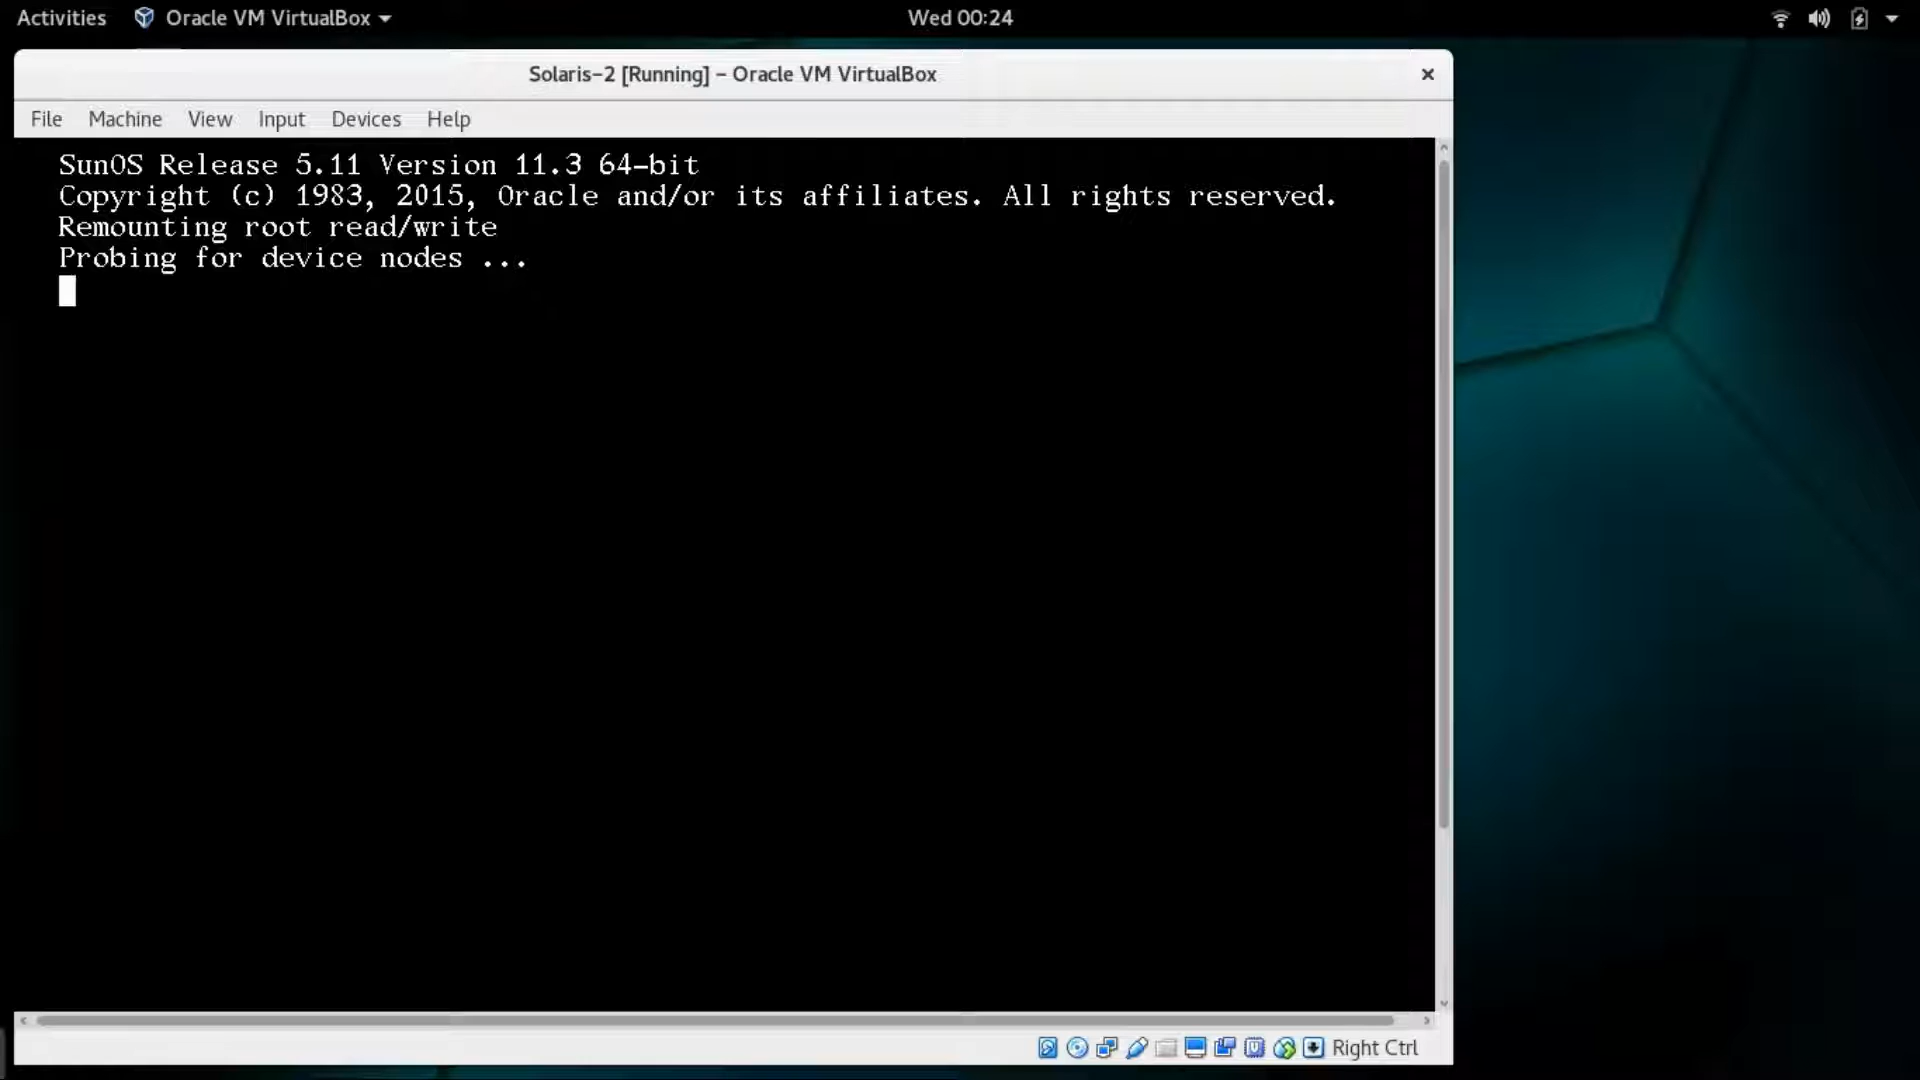 Activities Oracle VM VirtualBox Wed 00:24
Solaris-2 [Running] - Oracle VM VirtualBox
File Machine View Input Devices Help
SunOS Release 5.11 Version 11.3 64-bit
Copyright (c) 1983, 2015, Oracle and/or its affiliates. All rights reserved.
Remounting root read/write
Probing for device nodes ...
Right Ctrl